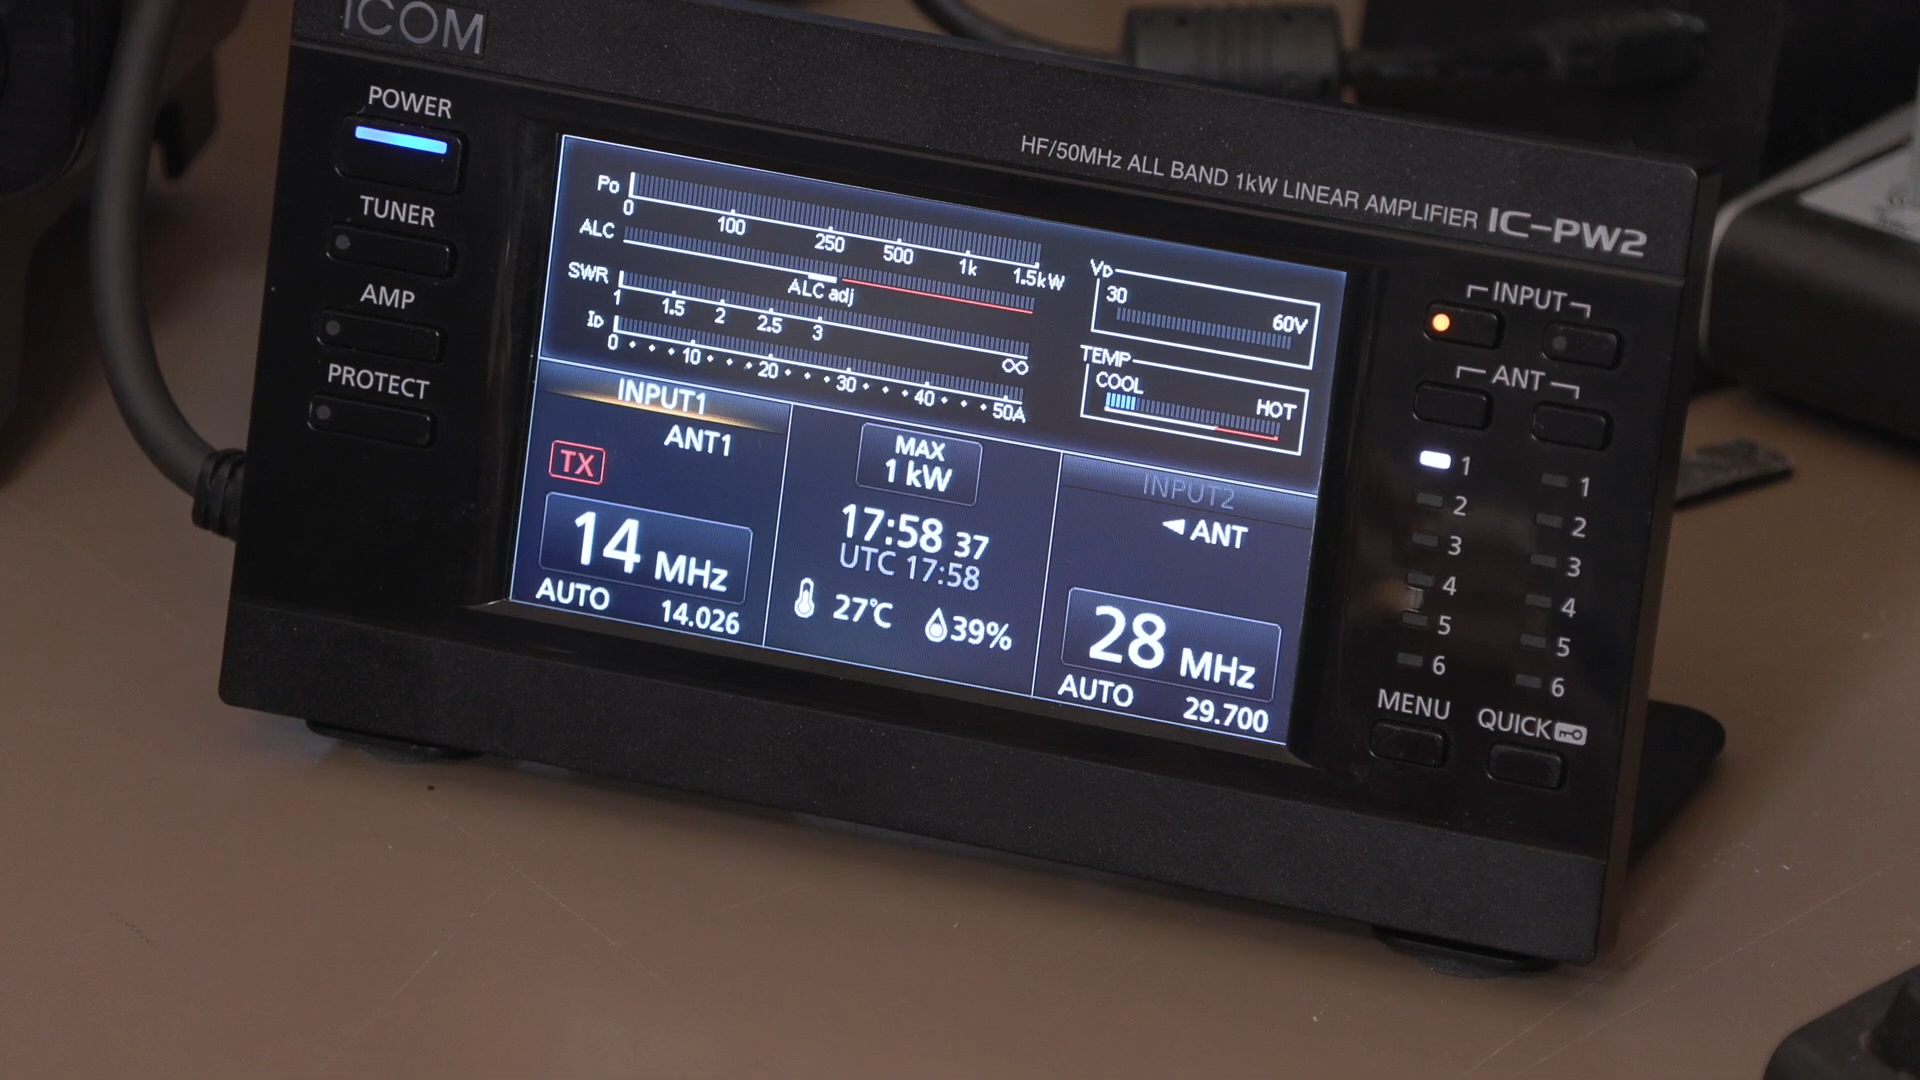 ICOM
POWER
TUNER
AMP
PROTECT
HF/50MHz ALL BAND 1kW LINEAR AMPLIFIER IC-PW2
Po
0 100 250 500 1k 1.5kW
ALC
ALC adj
SWR
1 1.5 2 2.5 3 ∞
ID
0 10 20 30 40 50A
VD
30 60V
TEMP
COOL HOT
INPUT1
ANT1
TX
14 MHz
AUTO 14.026
MAX
1 kW
17:58 37
UTC 17:58
27℃ 39%
INPUT2
◄ANT
28 MHz
AUTO 29.700
INPUT
ANT
1 1
2 2
3 3
4 4
5 5
6 6
MENU QUICK